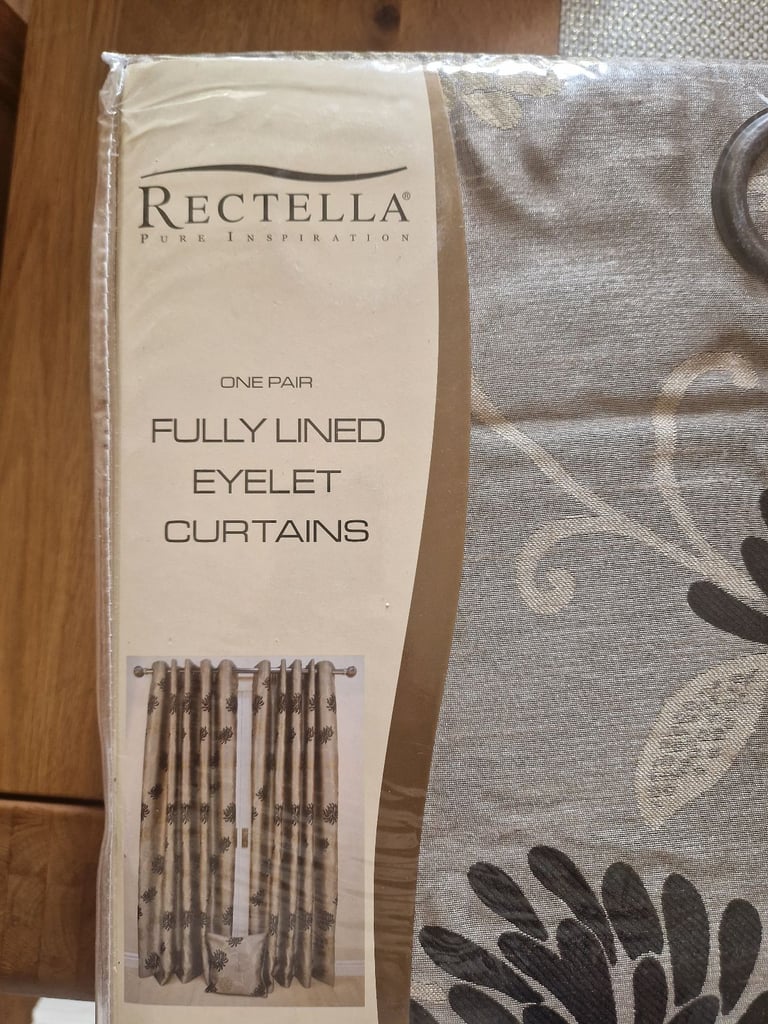 RECTELLA®
PURE INSPIRATION
ONE PAIR
FULLY LINED
EYELET
CURTAINS